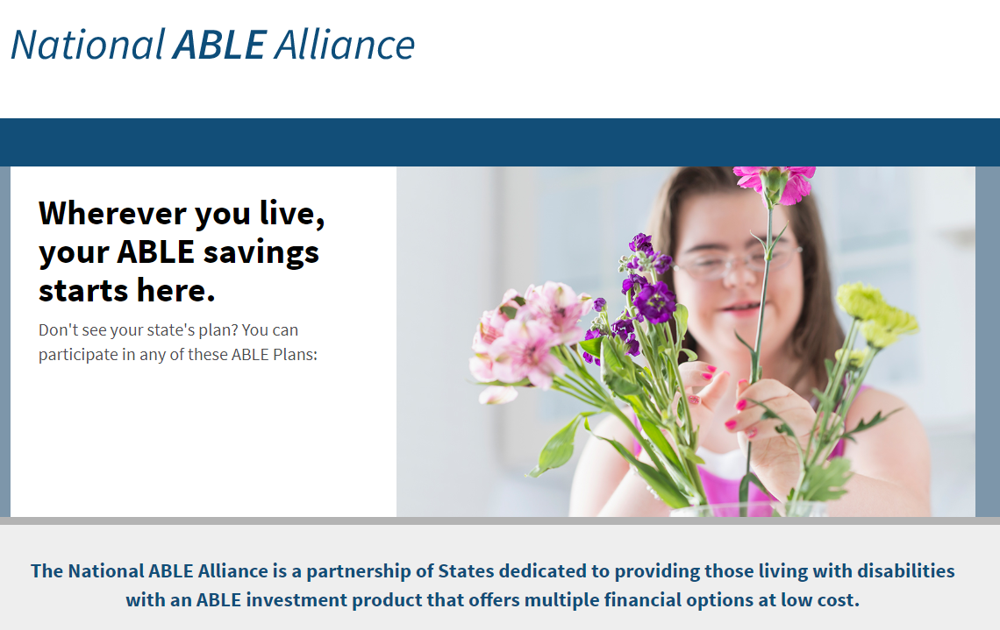 National ABLE Alliance
Wherever you live,
your ABLE savings
starts here.
Don't see your state's plan? You can
participate in any of these ABLE Plans:
The National ABLE Alliance is a partnership of States dedicated to providing those living with disabilities
with an ABLE investment product that offers multiple financial options at low cost.